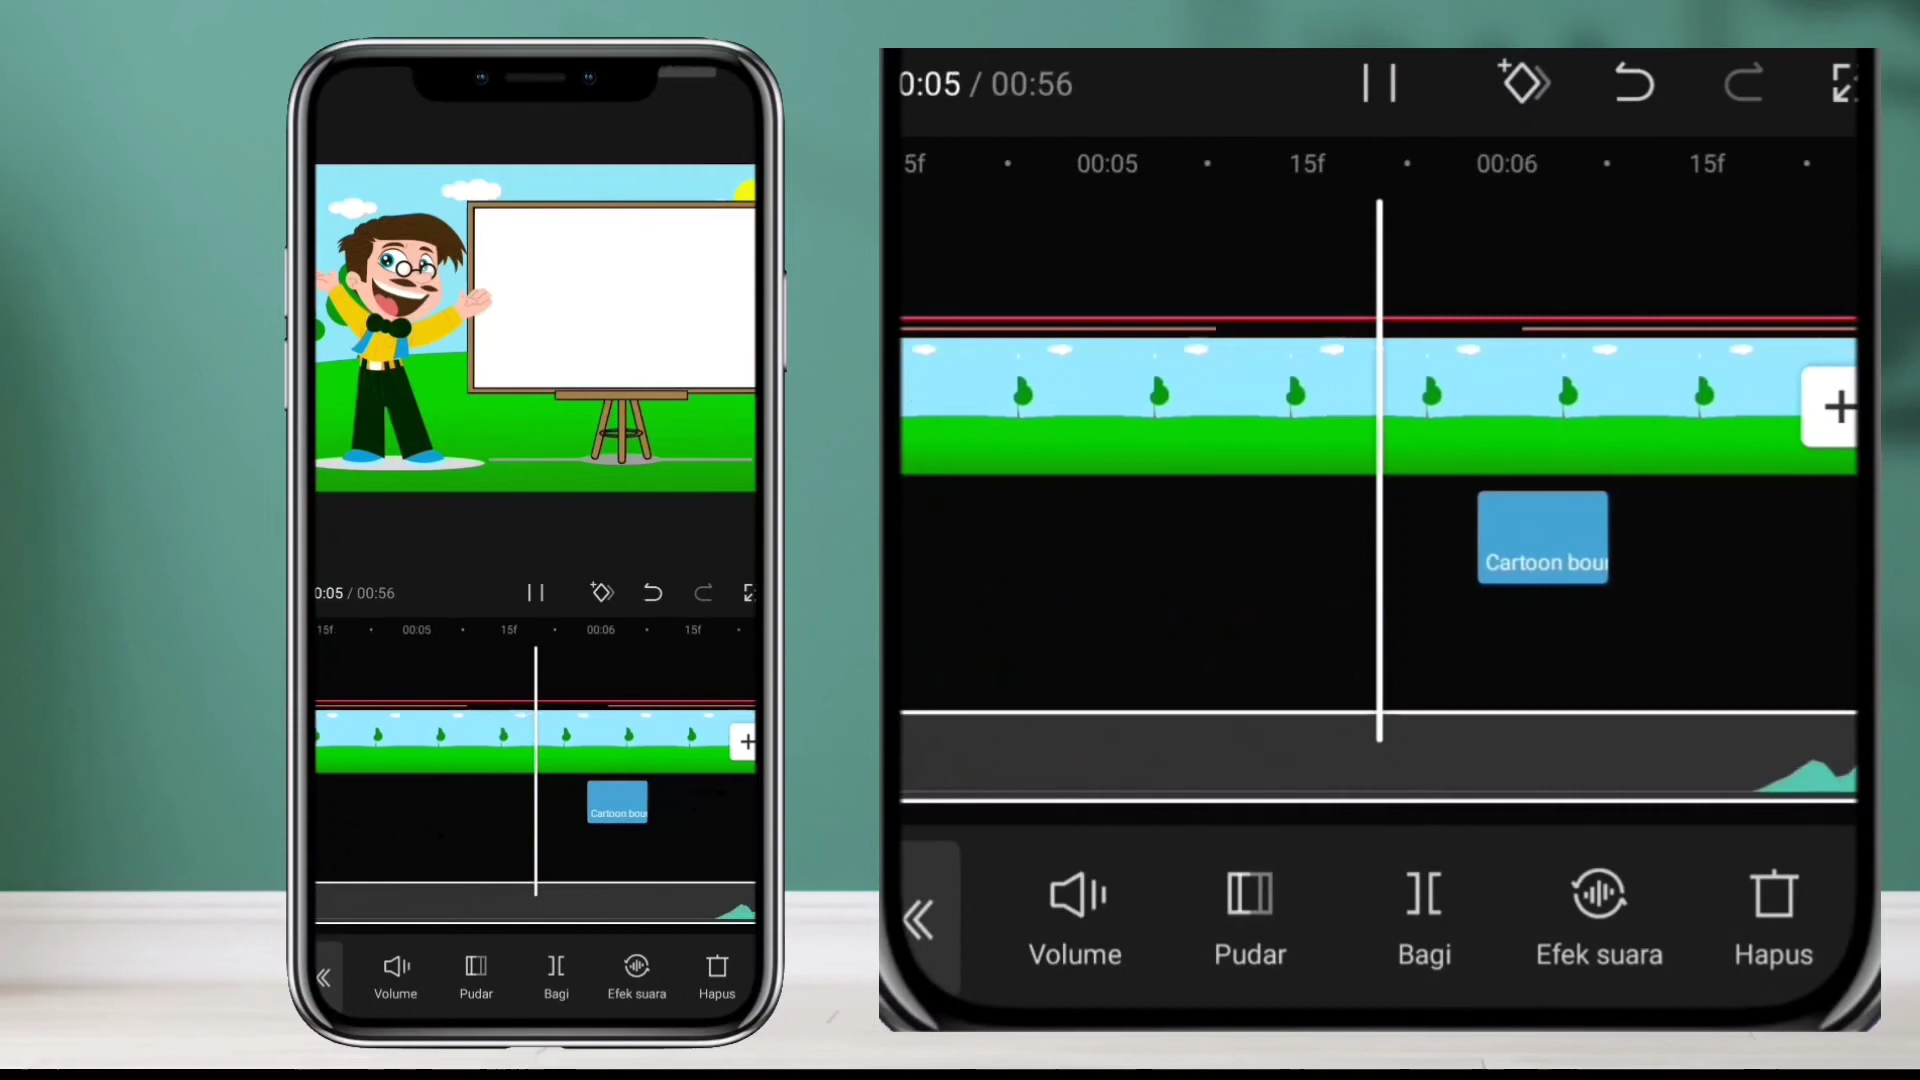 0:05 / 00:56
15f 00:05 15f 00:06 15f
Cartoon bou
Volume Pudar Bagi Efek suara Hapus
0:05 / 00:56
5f 00:05 15f 00:06 15f
Cartoon bou
Volume Pudar Bagi Efek suara Hapus